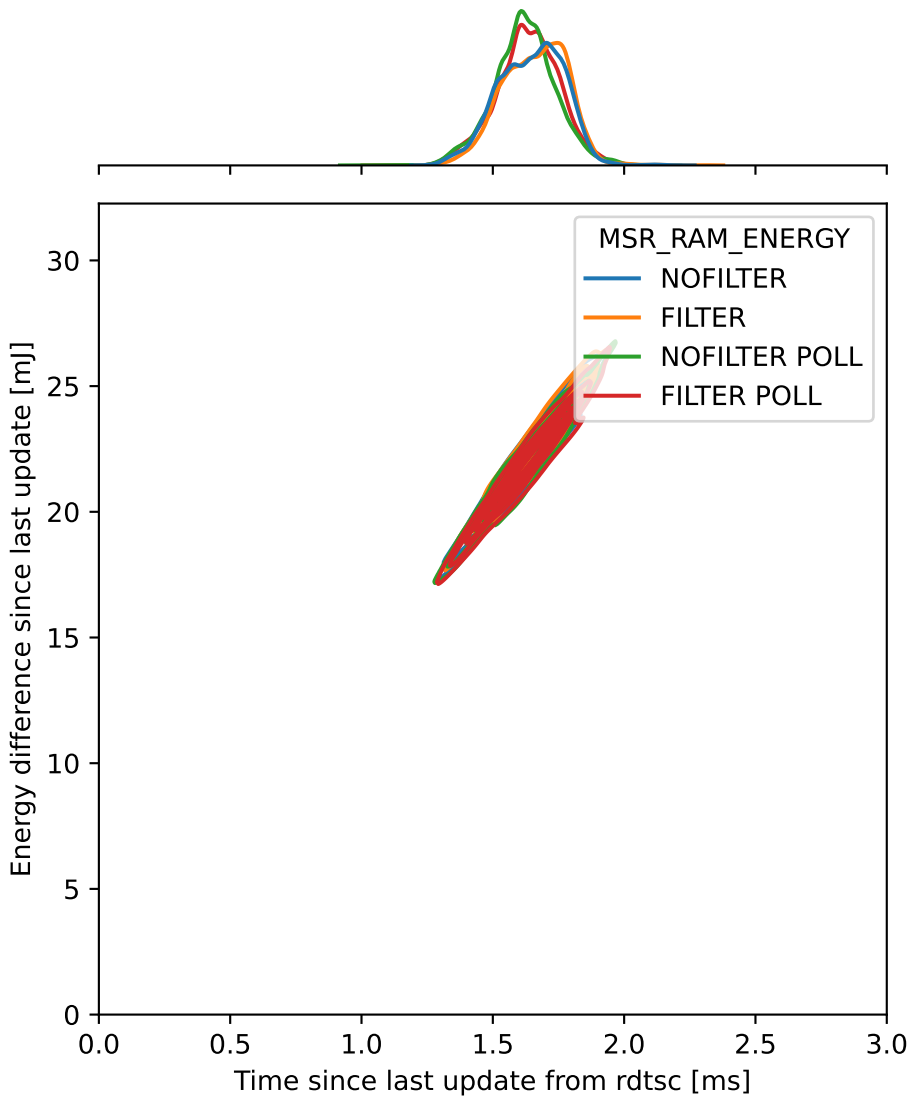 MSR_RAM_ENERGY
NOFILTER
FILTER
NOFILTER POLL
FILTER POLL
Energy difference since last update [mJ]
30
25
20
15
10
5
0
0.0 0.5 1.0 1.5 2.0 2.5 3.0
Time since last update from rdtsc [ms]